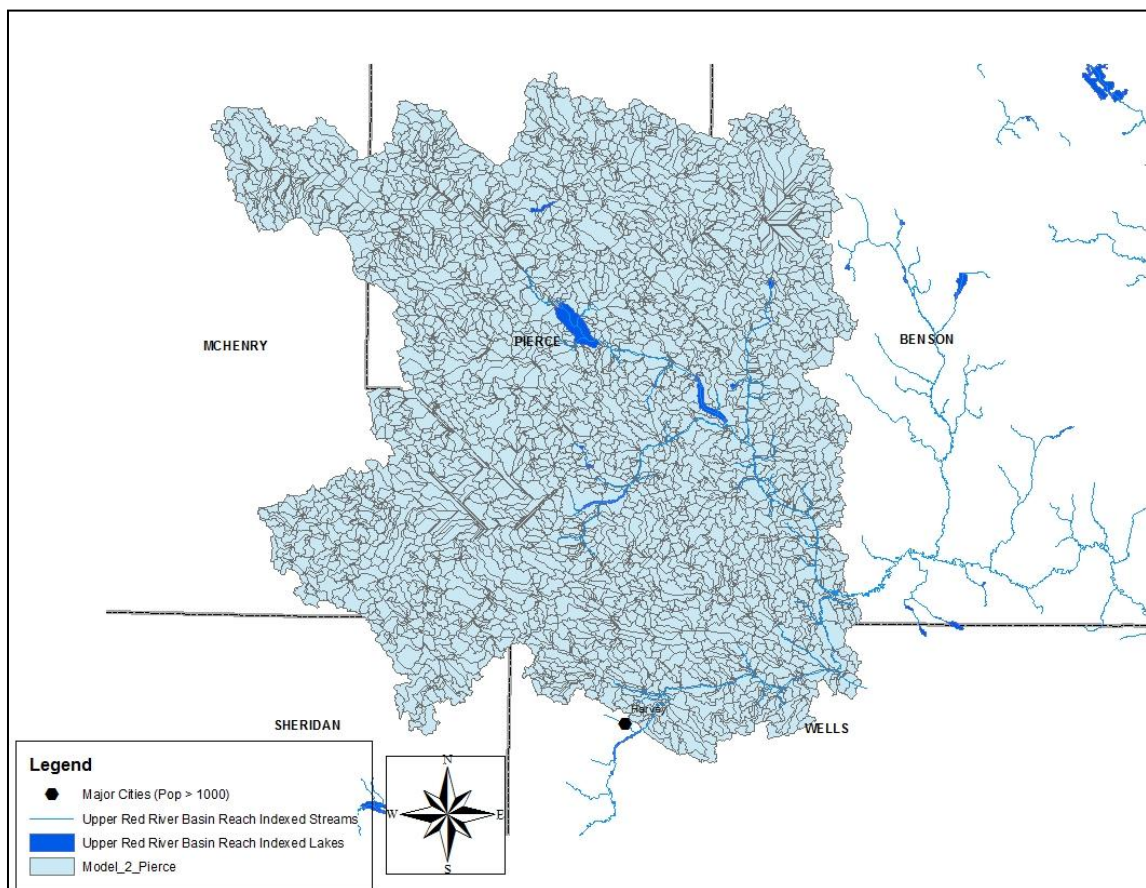 MCHENRY
PIERCE
BENSON
Harvey
SHERIDAN
WELLS
Legend
Major Cities (Pop > 1000)
Upper Red River Basin Reach Indexed Streams
Upper Red River Basin Reach Indexed Lakes
Model_2_Pierce
N
W
E
S